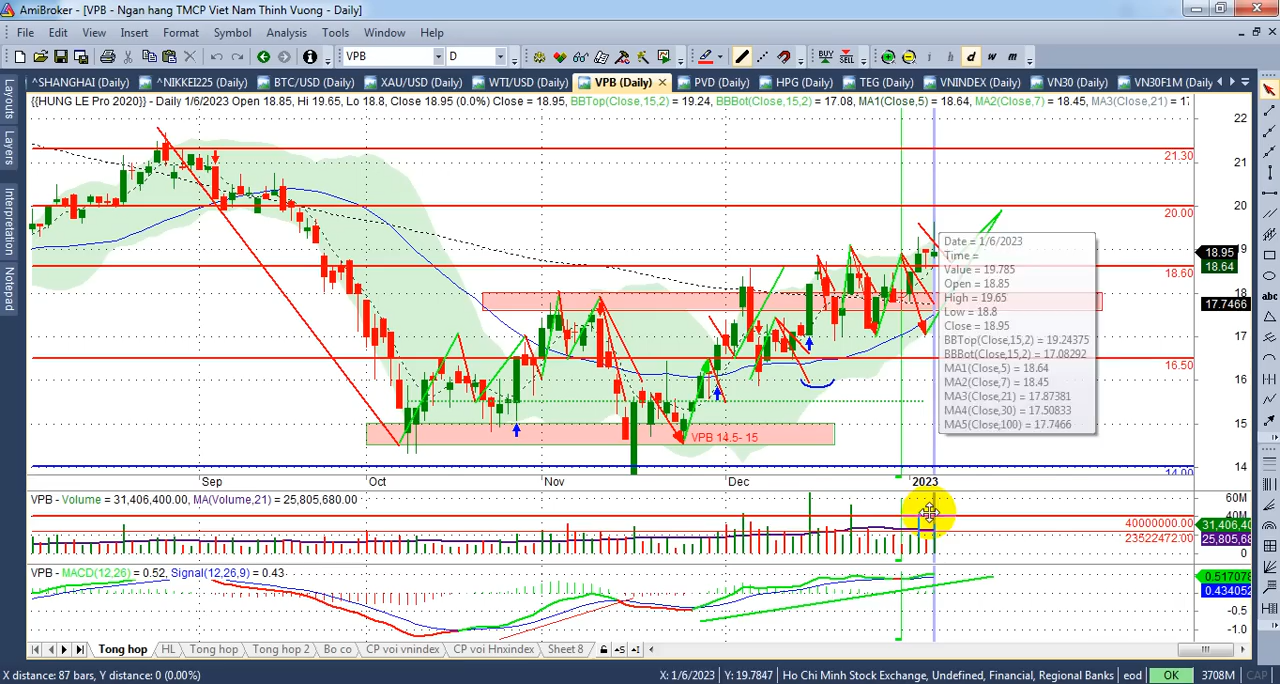 AmiBroker - [VPB - Ngan hang TMCP Viet Nam Thinh Vuong - Daily]
File Edit View Insert Format Symbol Analysis Tools Window Help
VPB D BUY SELL i h d w m
^SHANGHAI (Daily) ^NIKKEI225 (Daily) BTC/USD (Daily) XAU/USD (Daily) WTI/USD (Daily) VPB (Daily) PVD (Daily) HPG (Daily) TEG (Daily) VNINDEX (Daily) VN30 (Daily) VN30F1M (Daily)
Layouts
Layers
Interpretation
Notepad
{{HUNG LE Pro 2020}} - Daily 1/6/2023 Open 18.85, Hi 19.65, Lo 18.8, Close 18.95 (0.0%) Close = 18.95, BBTop(Close,15,2) = 19.24, BBBot(Close,15,2) = 17.08, MA1(Close,5) = 18.64, MA2(Close,7) = 18.45, MA3(Close,21) = 17
22
21.30
21
20
20.00
19
18.95
18.64
18.60
18
17.7466
17
16.50
16
15
14
14.00
Date = 1/6/2023
Time =
Value = 19.785
Open = 18.85
High = 19.65
Low = 18.8
Close = 18.95
BBTop(Close,15,2) = 19.24375
BBBot(Close,15,2) = 17.08292
MA1(Close,5) = 18.64
MA2(Close,7) = 18.45
MA3(Close,21) = 17.87381
MA4(Close,30) = 17.50833
MA5(Close,100) = 17.7466
VPB 14.5- 15
Sep Oct Nov Dec 2023
VPB - Volume = 31,406,400.00, MA(Volume,21) = 25,805,680.00
60M
40M
40000000.00
31,406,40
23522472.00
25,805,68
0
VPB - MACD(12,26) = 0.52, Signal(12,26,9) = 0.43
0.517078
0.434052
-0.5
-1.0
Tong hop HL Tong hop Tong hop 2 Bo co CP voi vnindex CP voi Hnxindex Sheet 8
X distance: 87 bars, Y distance: 0 (0.00%) X: 1/6/2023 Y: 19.7847 Ho Chi Minh Stock Exchange, Undefined, Financial, Regional Banks eod OK 3708M CAP
abc